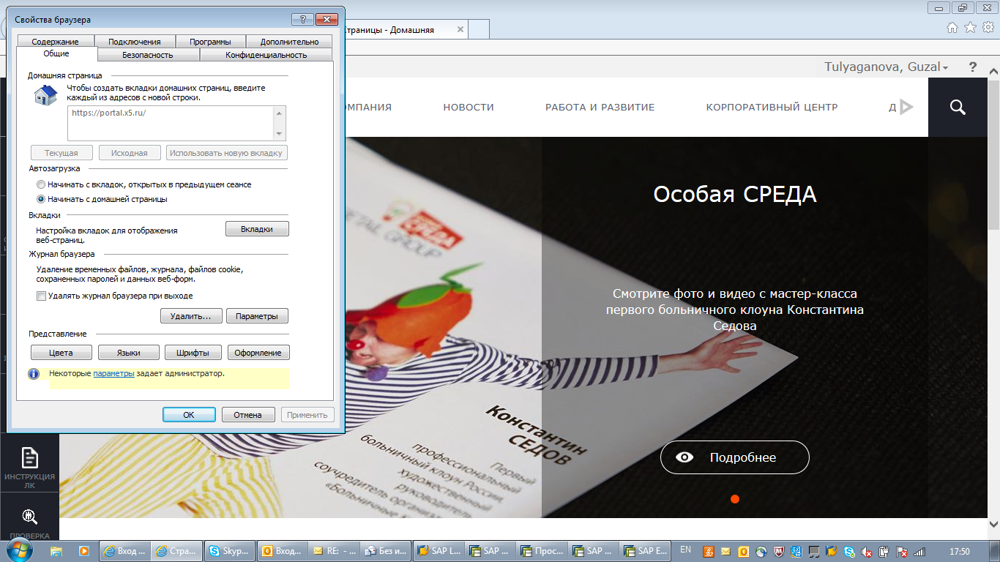 Свойства браузера
Страницы - Домашняя
Содержание
Подключения
Программы
Дополнительно
Общие
Безопасность
Конфиденциальность
Домашняя страница
Чтобы создать вкладки домашних страниц, введите
каждый из адресов с новой строки.
https://portal.x5.ru/
Текущая
Исходная
Использовать новую вкладку
Автозагрузка
Начинать с вкладок, открытых в предыдущем сеансе
Начинать с домашней страницы
Вкладки
Настройка вкладок для отображения
веб-страниц.
Вкладки
Журнал браузера
Удаление временных файлов, журнала, файлов cookie,
сохраненных паролей и данных веб-форм.
Удалять журнал браузера при выходе
Удалить...
Параметры
Представление
Цвета
Языки
Шрифты
Оформление
Некоторые параметры задает администратор.
ОК
Отмена
Применить
Tulyaganova, Guzal
?
МПАНИЯ
НОВОСТИ
РАБОТА И РАЗВИТИЕ
КОРПОРАТИВНЫЙ ЦЕНТР
Д
Особая СРЕДА
Смотрите фото и видео с мастер-класса
первого больничного клоуна Константина
Седова
Подробнее
СРЕДА
ETAIL GROUP
Константин
СЕДОВ
Первый
профессиональный
больничный клоун России,
художественный
руководитель
соучредитель организации
«Больничные
ИНСТРУКЦИЯ
ЛК
ПРОВЕРКА
Вход ...
Стра...
Skyp...
Вход...
RE: - ...
Без и...
SAP L...
SAP ...
Прос...
SAP ...
SAP E...
EN
17:50